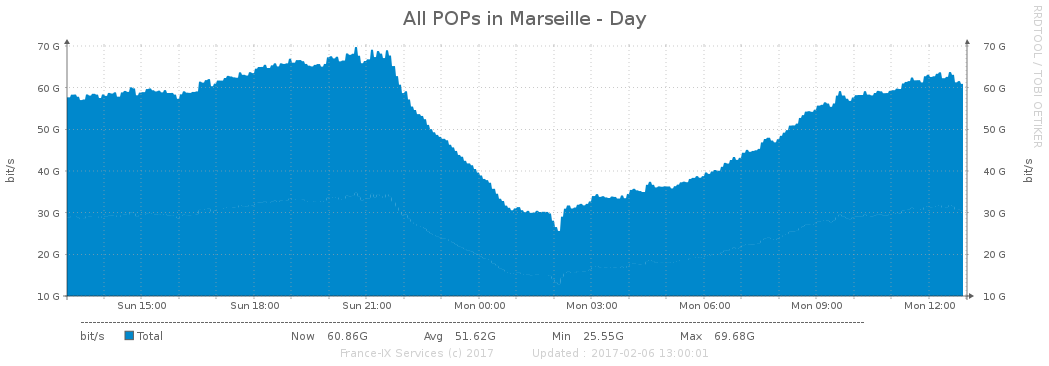 All POPs in Marseille - Day
RRDTOOL / TOBI OETIKER
70 G 70 G
60 G 60 G
50 G 50 G
40 G 40 G
30 G 30 G
20 G 20 G
10 G 10 G
bit/s bit/s
Sun 15:00 Sun 18:00 Sun 21:00 Mon 00:00 Mon 03:00 Mon 06:00 Mon 09:00 Mon 12:00
bit/s Total Now 60.86G Avg 51.62G Min 25.55G Max 69.68G
France-IX Services (c) 2017 Updated : 2017-02-06 13:00:01